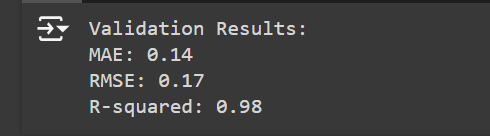 Validation Results:
MAE: 0.14
RMSE: 0.17
R-squared: 0.98